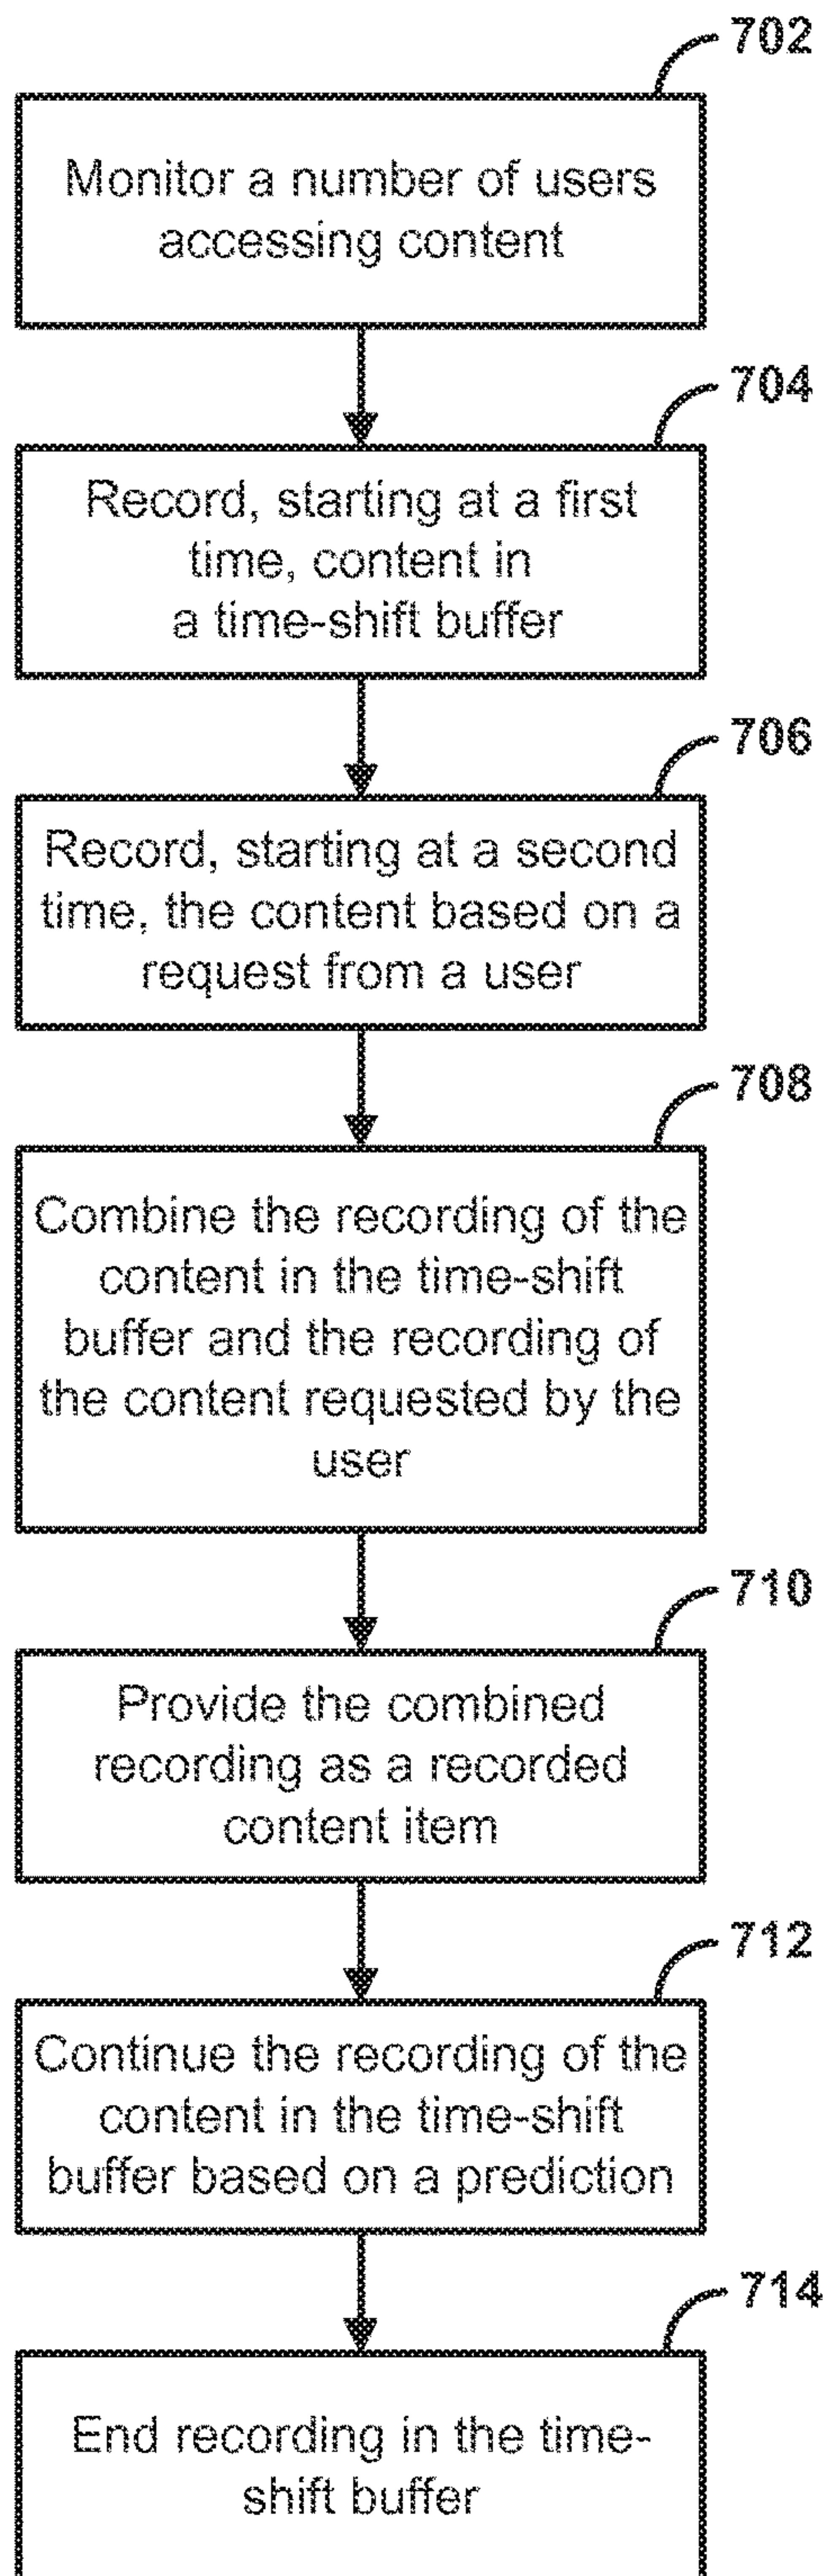 702
Monitor a number of users
accessing content
704
Record, starting at a first
time, content in
a time-shift buffer
706
Record, starting at a second
time, the content based on a
request from a user
708
Combine the recording of the
content in the time-shift
buffer and the recording of
the content requested by the
user
710
Provide the combined
recording as a recorded
content item
712
Continue the recording of the
content in the time-shift
buffer based on a prediction
714
End recording in the time-
shift buffer